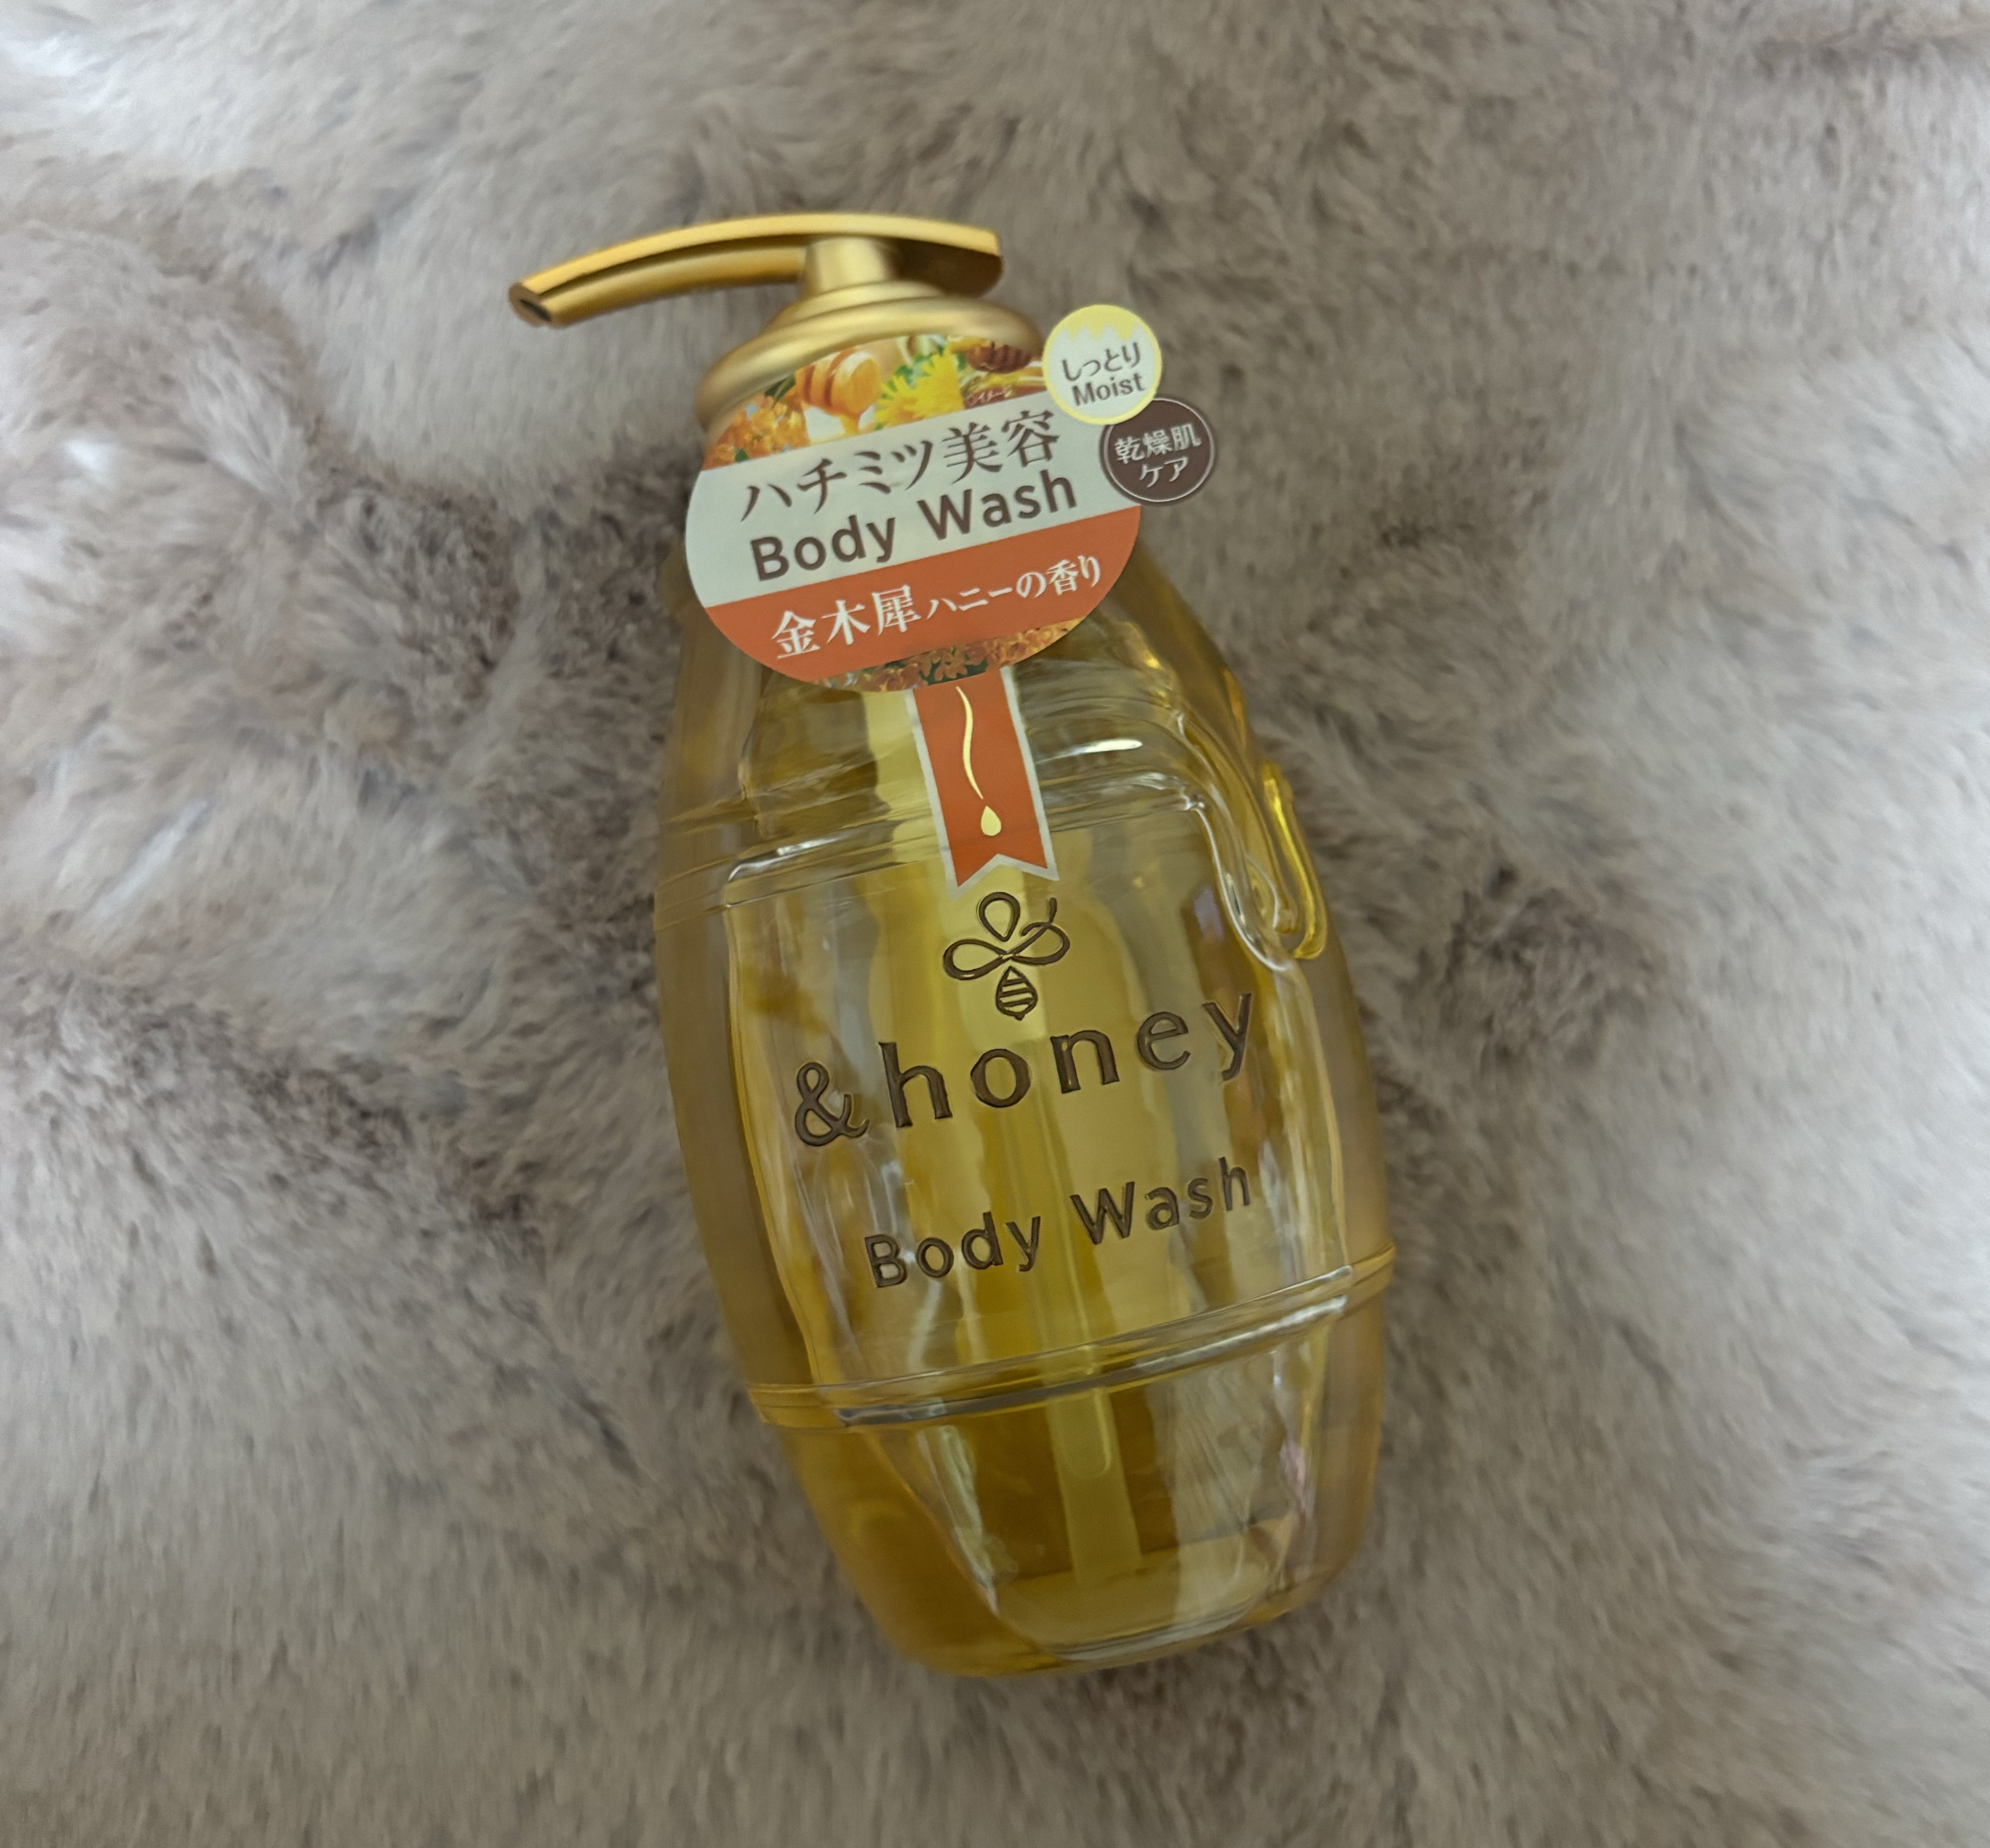 しっとり
Moist
乾燥肌
ケア
ハチミツ美容
Body Wash
金木犀ハニーの香り
&honey
Body Wash